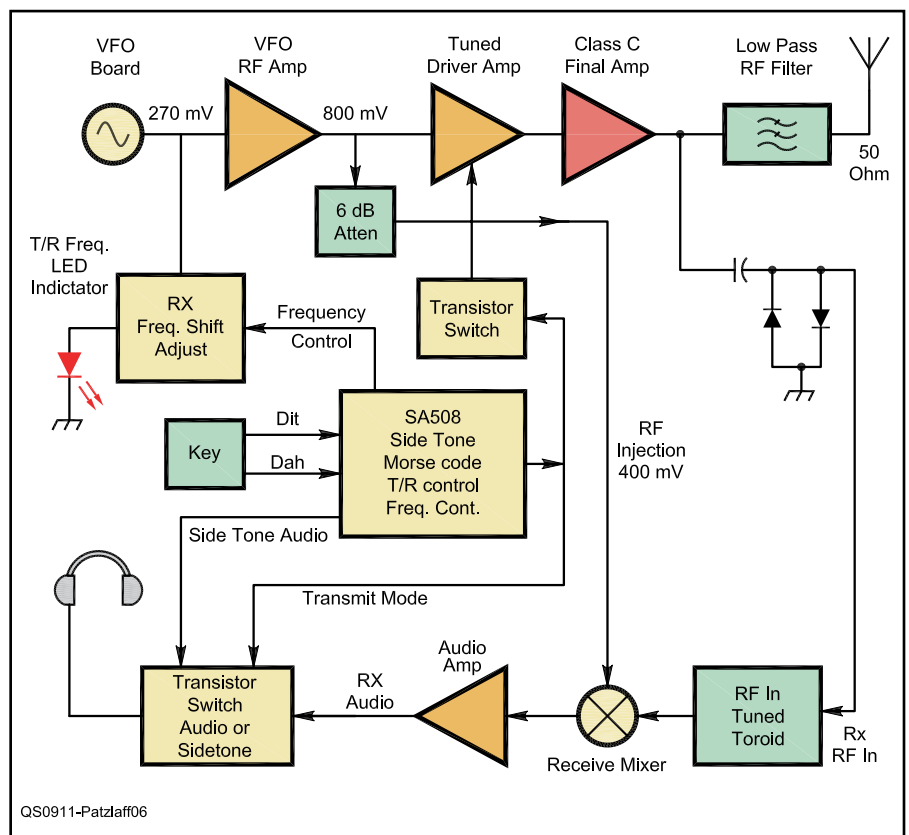 VFO
Board
VFO
RF Amp
Tuned
Driver Amp
Class C
Final Amp
Low Pass
RF Filter
270 mV
800 mV
50
Ohm
6 dB
Atten
T/R Freq.
LED
Indictator
RX
Freq. Shift
Adjust
Frequency
Control
Transistor
Switch
Key
Dit
Dah
SA508
Side Tone
Morse code
T/R control
Freq. Cont.
RF
Injection
400 mV
Side Tone Audio
Transmit Mode
Transistor
Switch
Audio or
Sidetone
RX
Audio
Audio
Amp
Receive Mixer
RF In
Tuned
Toroid
Rx
RF In
QS0911-Patzlaff06